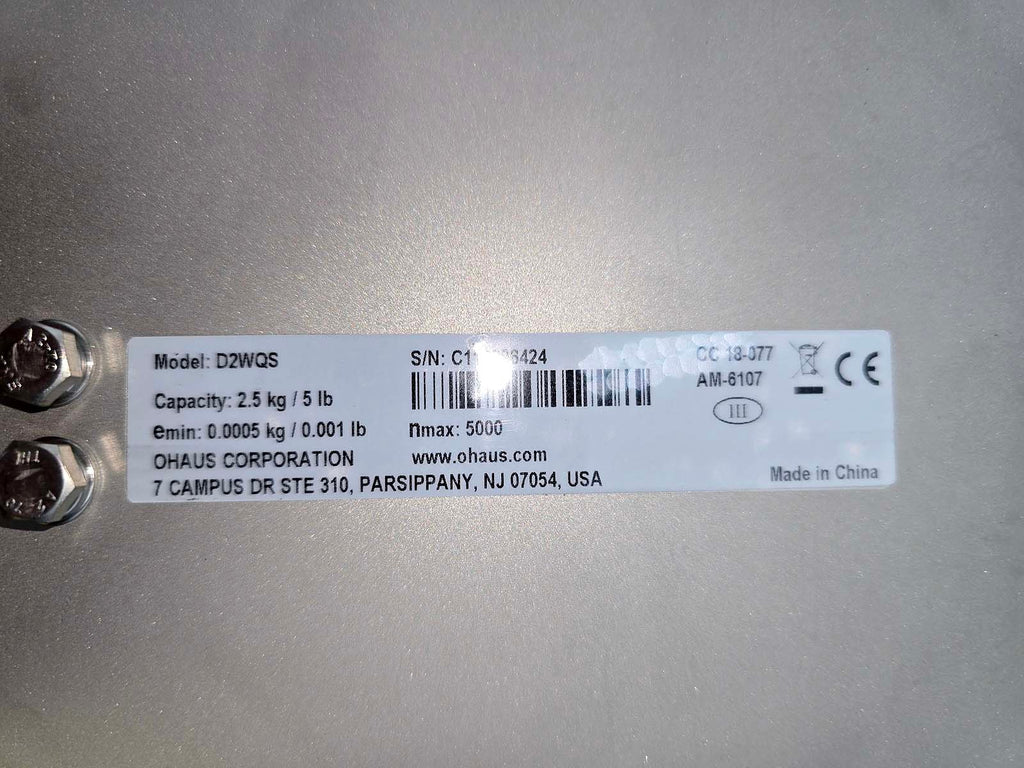 Model: D2WQS
Capacity: 2.5 kg / 5 lb
emin: 0.0005 kg / 0.001 lb
OHAUS CORPORATION
7 CAMPUS DR STE 310, PARSIPPANY, NJ 07054, USA
S/N:
nmax: 5000
www.ohaus.com
CC 18-077
AM-6107
III
CE
Made in China